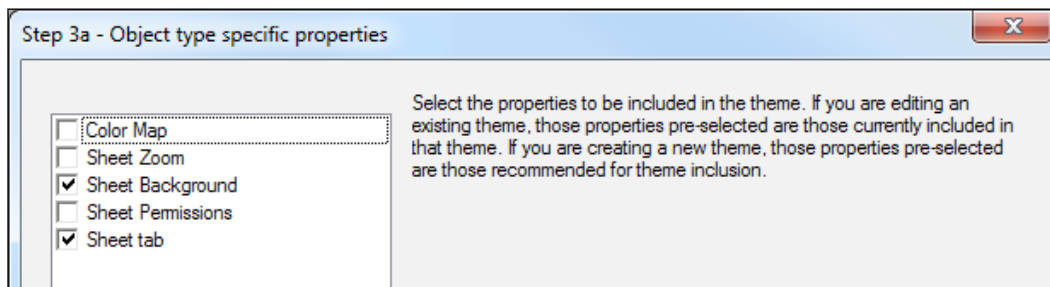 Step 3a - Object type specific properties
Color Map
Sheet Zoom
Sheet Background
Sheet Permissions
Sheet tab
Select the properties to be included in the theme. If you are editing an
existing theme, those properties pre-selected are those currently included in
that theme. If you are creating a new theme, those properties pre-selected
are those recommended for theme inclusion.